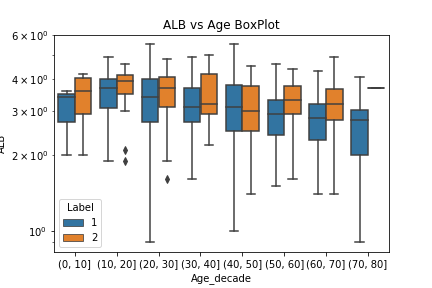 ALB vs Age BoxPlot
6 × 10⁰
4 × 10⁰
3 × 10⁰
2 × 10⁰
10⁰
ALB
Label
1
2
(0, 10] (10, 20] (20, 30] (30, 40] (40, 50] (50, 60] (60, 70] (70, 80]
Age_decade